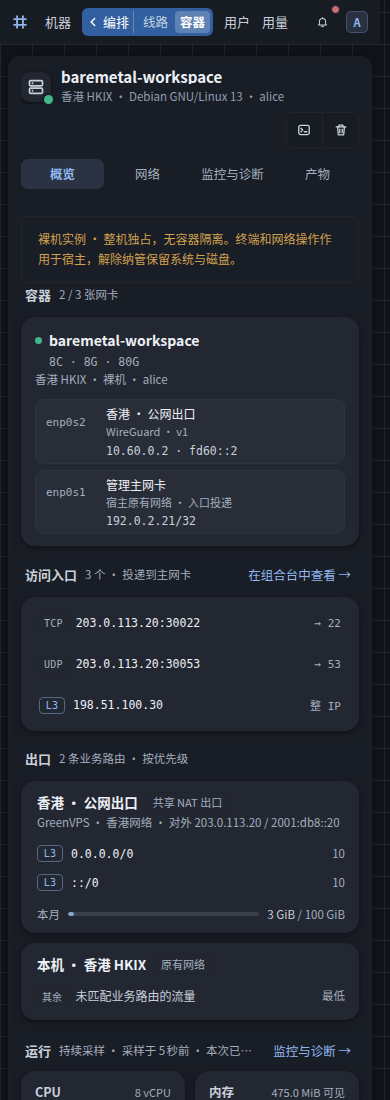 机器 编排 线路 容器 用户 用量 A
baremetal-workspace
香港 HKIX • Debian GNU/Linux 13 • alice
概览 网络 监控与诊断 产物
裸机实例 • 整机独占，无容器隔离。终端和网络操作作
用于宿主，解除纳管保留系统与磁盘。
容器 2 / 3 张网卡
baremetal-workspace
8C · 8G · 80G
香港 HKIX • 裸机 • alice
enp0s2 香港 • 公网出口
WireGuard • v1
10.60.0.2 · fd60::2
enp0s1 管理主网卡
宿主原有网络 • 入口投递
192.0.2.21/32
访问入口 3 个 • 投递到主网卡 在组合台中查看 →
TCP 203.0.113.20:30022 → 22
UDP 203.0.113.20:30053 → 53
L3 198.51.100.30 整 IP
出口 2 条业务路由 • 按优先级
香港 • 公网出口 共享 NAT 出口
GreenVPS • 香港网络 • 对外 203.0.113.20 / 2001:db8::20
L3 0.0.0.0/0 10
L3 ::/0 10
本月 3 GiB / 100 GiB
本机 • 香港 HKIX 原有网络
其余 未匹配业务路由的流量 最低
运行 持续采样 • 采样于 5 秒前 • 本次已… 监控与诊断 →
CPU 8 vCPU 内存 475.0 MiB 可见